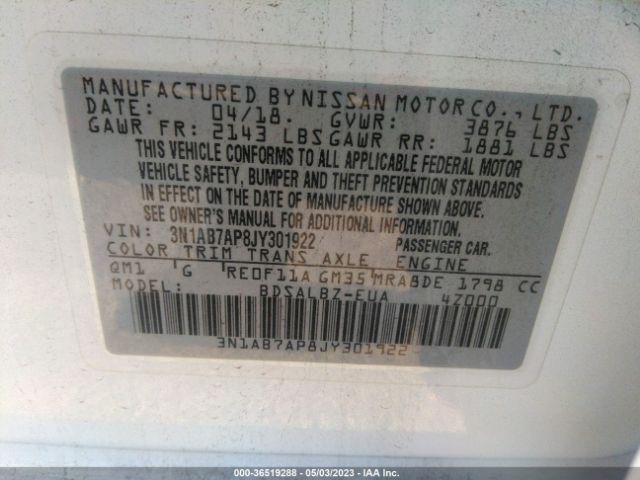 MANUFACTURED BY NISSAN MOTOR CO., LTD.
DATE: 04/18. GVWR: 3876 LBS
GAWR FR: 2143 LBS GAWR RR: 1881 LBS
THIS VEHICLE CONFORMS TO ALL APPLICABLE FEDERAL MOTOR
VEHICLE SAFETY, BUMPER AND THEFT PREVENTION STANDARDS
IN EFFECT ON THE DATE OF MANUFACTURE SHOWN ABOVE.
SEE OWNER'S MANUAL FOR ADDITIONAL INFORMATION.
VIN: 3N1AB7AP8JY301922 PASSENGER CAR.
COLOR TRIM TRANS AXLE ENGINE
QM1 G RE0F11A GM35 MRA8DE 1798 CC
MODEL: BDSALBZ-EUA 4Z000
3N1AB7AP8JY301922
000-36519288 - 05/03/2023 - IAA Inc.